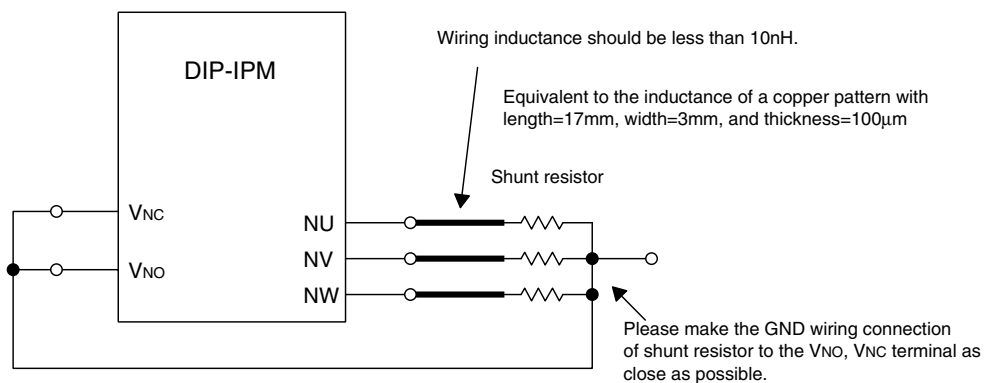 Wiring inductance should be less than 10nH.
DIP-IPM
Equivalent to the inductance of a copper pattern with
length=17mm, width=3mm, and thickness=100μm
Shunt resistor
VNC
NU
VNO
NV
NW
Please make the GND wiring connection
of shunt resistor to the VNO, VNC terminal as
close as possible.